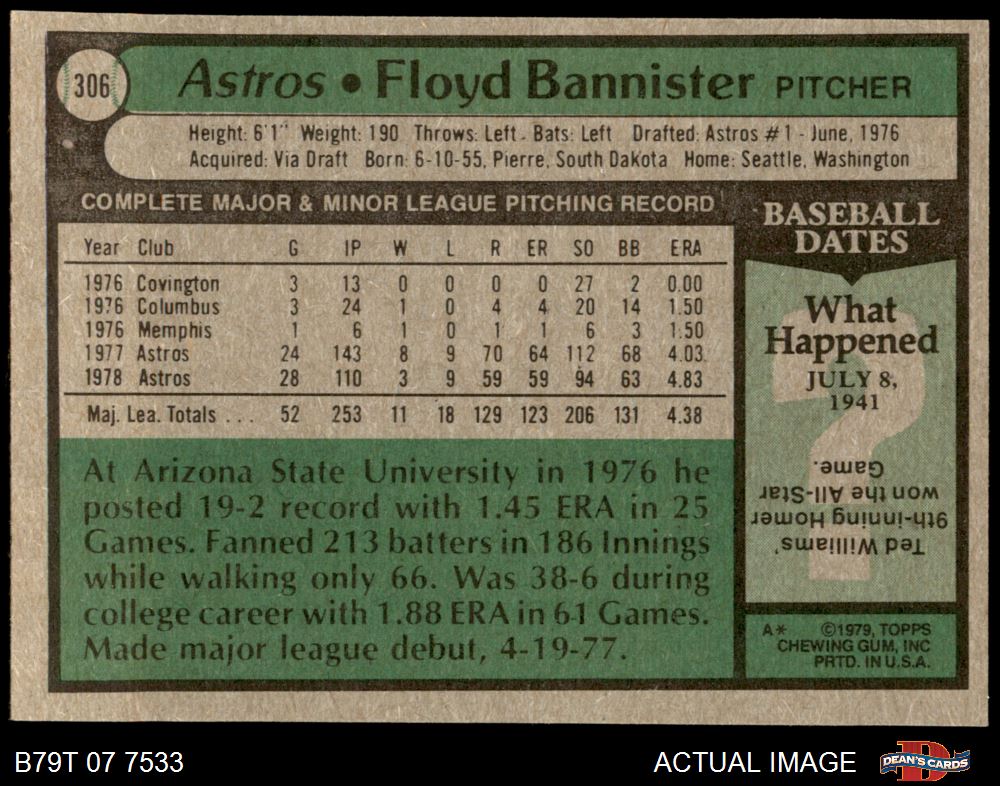 306
Astros • Floyd Bannister PITCHER
Height: 6'1" Weight: 190 Throws: Left - Bats: Left Drafted: Astros #1 - June, 1976
Acquired: Via Draft Born: 6-10-55, Pierre, South Dakota Home: Seattle, Washington
COMPLETE MAJOR & MINOR LEAGUE PITCHING RECORD
Year Club G IP W L R ER SO BB ERA
1976 Covington 3 13 0 0 0 0 27 2 0.00
1976 Columbus 3 24 1 0 4 4 20 14 1.50
1976 Memphis 1 6 1 0 1 1 6 3 1.50
1977 Astros 24 143 8 9 70 64 112 68 4.03
1978 Astros 28 110 3 9 59 59 94 63 4.83
Maj. Lea. Totals . . . 52 253 11 18 129 123 206 131 4.38
At Arizona State University in 1976 he
posted 19-2 record with 1.45 ERA in 25
Games. Fanned 213 batters in 186 Innings
while walking only 66. Was 38-6 during
college career with 1.88 ERA in 61 Games.
Made major league debut, 4-19-77.
BASEBALL
DATES
What
Happened
JULY 8,
1941
Ted Williams'
9th-inning Homer
won the All-Star
Game.
A* ©1979, TOPPS
CHEWING GUM, INC
PRTD. IN U.S.A.
B79T 07 7533
ACTUAL IMAGE
DEAN'S CARDS